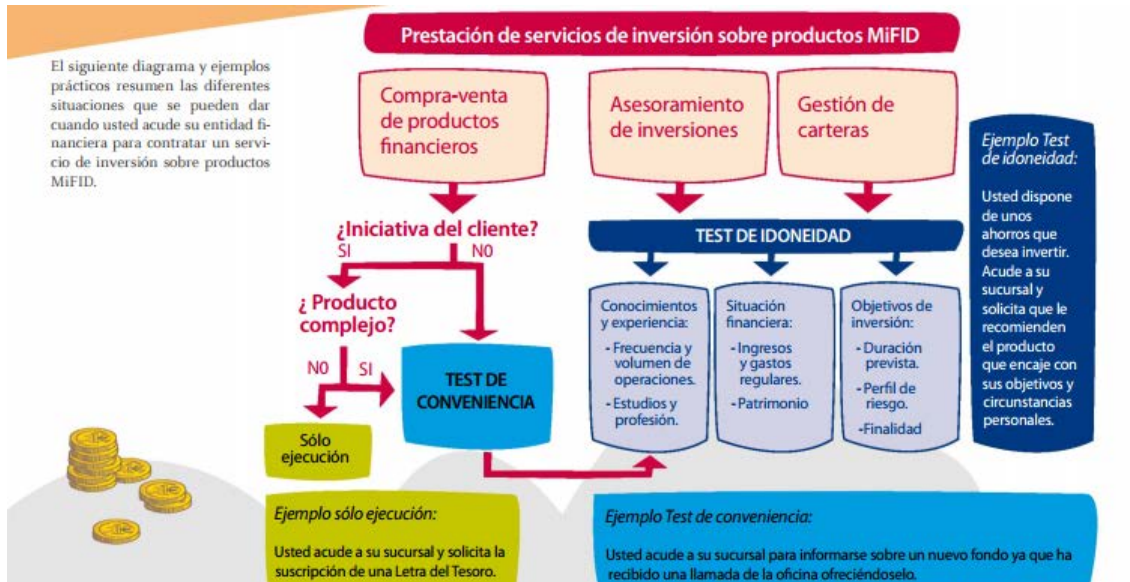 Prestación de servicios de inversión sobre productos MiFID
El siguiente diagrama y ejemplos
prácticos resumen las diferentes
situaciones que se pueden dar
cuando usted acude su entidad fi-
nanciera para contratar un servi-
cio de inversión sobre productos
MiFID.
Compra-venta
de productos
financieros
Asesoramiento
de inversiones
Gestión de
carteras
¿Iniciativa del cliente?
SI
NO
¿ Producto
complejo?
NO
SI
Sólo
ejecución
TEST DE
CONVENIENCIA
TEST DE IDONEIDAD
Conocimientos
y experiencia:
- Frecuencia y
volumen de
operaciones.
- Estudios y
profesión.
Situación
financiera:
- Ingresos
y gastos
regulares.
- Patrimonio
Objetivos de
inversión:
- Duración
prevista.
- Perfil de
riesgo.
- Finalidad
Ejemplo Test
de idoneidad:
Usted dispone
de unos
ahorros que
desea invertir.
Acude a su
sucursal y
solicita que le
recomienden
el producto
que encaje con
sus objetivos y
circunstancias
personales.
Ejemplo sólo ejecución:
Usted acude a su sucursal y solicita la
suscripción de una Letra del Tesoro.
Ejemplo Test de conveniencia:
Usted acude a su sucursal para informarse sobre un nuevo fondo ya que ha
recibido una llamada de la oficina ofreciéndoselo.